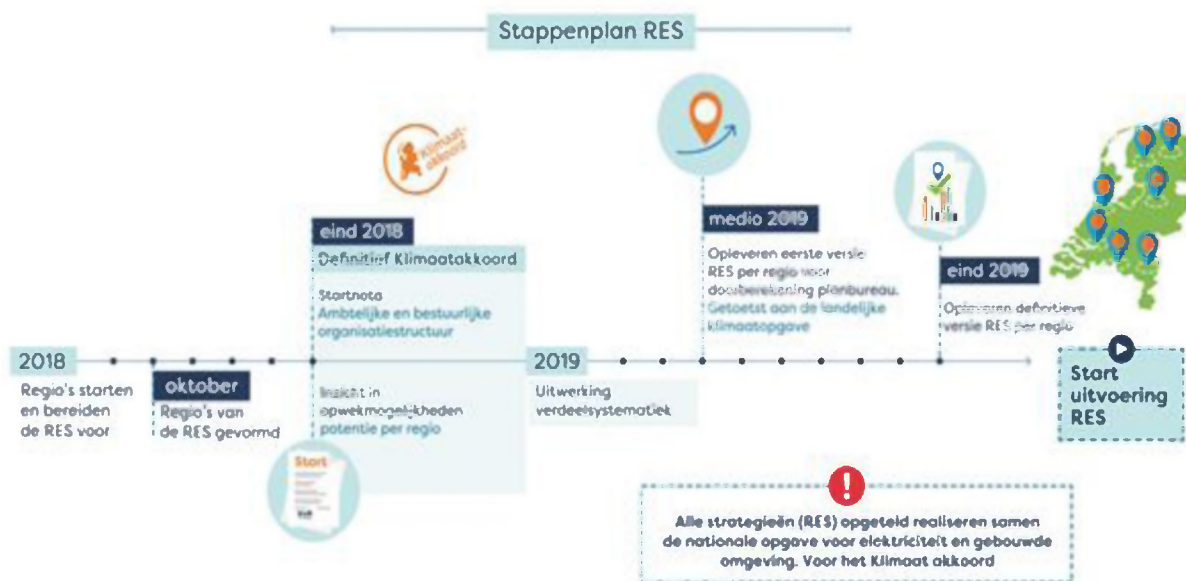 Stappenplan RES
Klimaat-
akkoord
eind 2018
Definitief Klimaatakkoord
Startnota
Ambtelijke en bestuurlijke
organisatiestructuur
medio 2019
Opleveren eerste versie
RES per regio voor
doorberekening planbureau.
Getoetst aan de landelijke
klimaatopgave
eind 2019
Opleveren definitieve
versie RES per regio
2018
Regio's starten
en bereiden
de RES voor
oktober
Regio's van
de RES gevormd
Inzicht in
opwekmogelijkheden
potentie per regio
Start
2019
Uitwerking
verdeelsystematiek
Start
uitvoering
RES
!
Alle strategieën (RES) opgeteld realiseren samen
de nationale opgave voor elektriciteit en gebouwde
omgeving. Voor het Klimaat akkoord